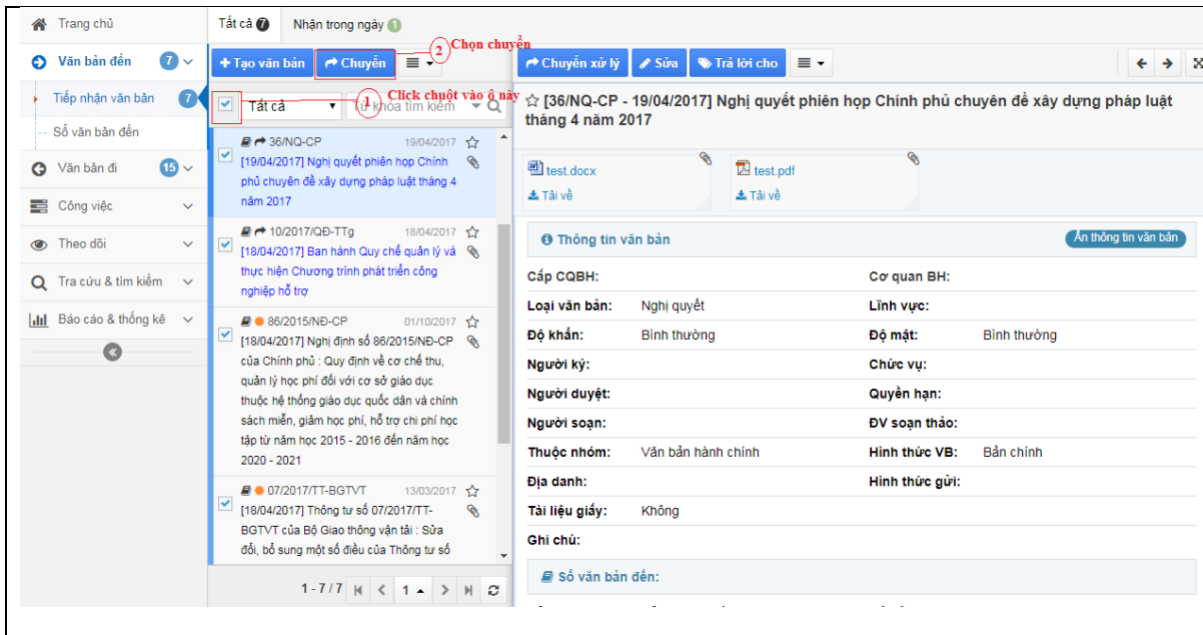 Trang chủ
Văn bản đến 7
Tiếp nhận văn bản 7
Sổ văn bản đến
Văn bản đi 15
Công việc
Theo dõi
Tra cứu & tìm kiếm
Báo cáo & thống kê
Tất cả 7 Nhận trong ngày 1
2 Chọn chuyển
+ Tạo văn bản Chuyển
1 Click chuột vào ô này
Tất cả Từ khóa tìm kiếm
36/NQ-CP 19/04/2017
[19/04/2017] Nghị quyết phiên họp Chính
phủ chuyên đề xây dựng pháp luật tháng 4
năm 2017
10/2017/QĐ-TTg 18/04/2017
[18/04/2017] Ban hành Quy chế quản lý và
thực hiện Chương trình phát triển công
nghiệp hỗ trợ
86/2015/NĐ-CP 01/10/2017
[18/04/2017] Nghị định số 86/2015/NĐ-CP
của Chính phủ : Quy định về cơ chế thu,
quản lý học phí đối với cơ sở giáo dục
thuộc hệ thống giáo dục quốc dân và chính
sách miễn, giảm học phí, hỗ trợ chi phí học
tập từ năm học 2015 - 2016 đến năm học
2020 - 2021
07/2017/TT-BGTVT 13/03/2017
[18/04/2017] Thông tư số 07/2017/TT-
BGTVT của Bộ Giao thông vận tải : Sửa
đổi, bổ sung một số điều của Thông tư số
1 - 7 / 7 1
Chuyển xử lý Sửa Trả lời cho
[36/NQ-CP - 19/04/2017] Nghị quyết phiên họp Chính phủ chuyên đề xây dựng pháp luật
tháng 4 năm 2017
test.docx test.pdf
Tải về Tải về
Thông tin văn bản Ẩn thông tin văn bản
Cấp CQBH: Cơ quan BH:
Loại văn bản: Nghị quyết Lĩnh vực:
Độ khẩn: Bình thường Độ mật: Bình thường
Người ký: Chức vụ:
Người duyệt: Quyền hạn:
Người soạn: ĐV soạn thảo:
Thuộc nhóm: Văn bản hành chính Hình thức VB: Bản chính
Địa danh: Hình thức gửi:
Tài liệu giấy: Không
Ghi chú:
Sổ văn bản đến: